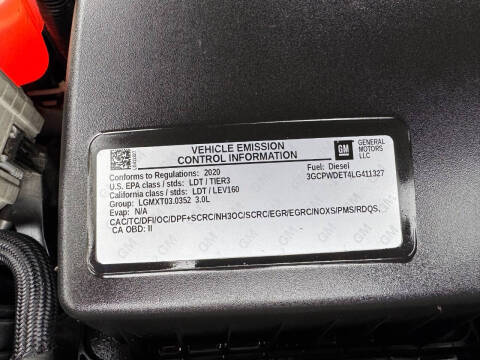 VEHICLE EMISSION
CONTROL INFORMATION
GM
GENERAL
MOTORS
LLC
Conforms to Regulations: 2020
Fuel: Diesel
U.S. EPA class / stds: LDT / TIER3
3GCPWDET4LG411327
California class / stds: LDT / LEV160
Group: LGMXT03.0352 3.0L
Evap: N/A
CAC/TC/DFI/OC/DPF+SCRC/NH3OC/SCRC/EGR/EGRC/NOXS/PMS/RDQS,
CA OBD: II